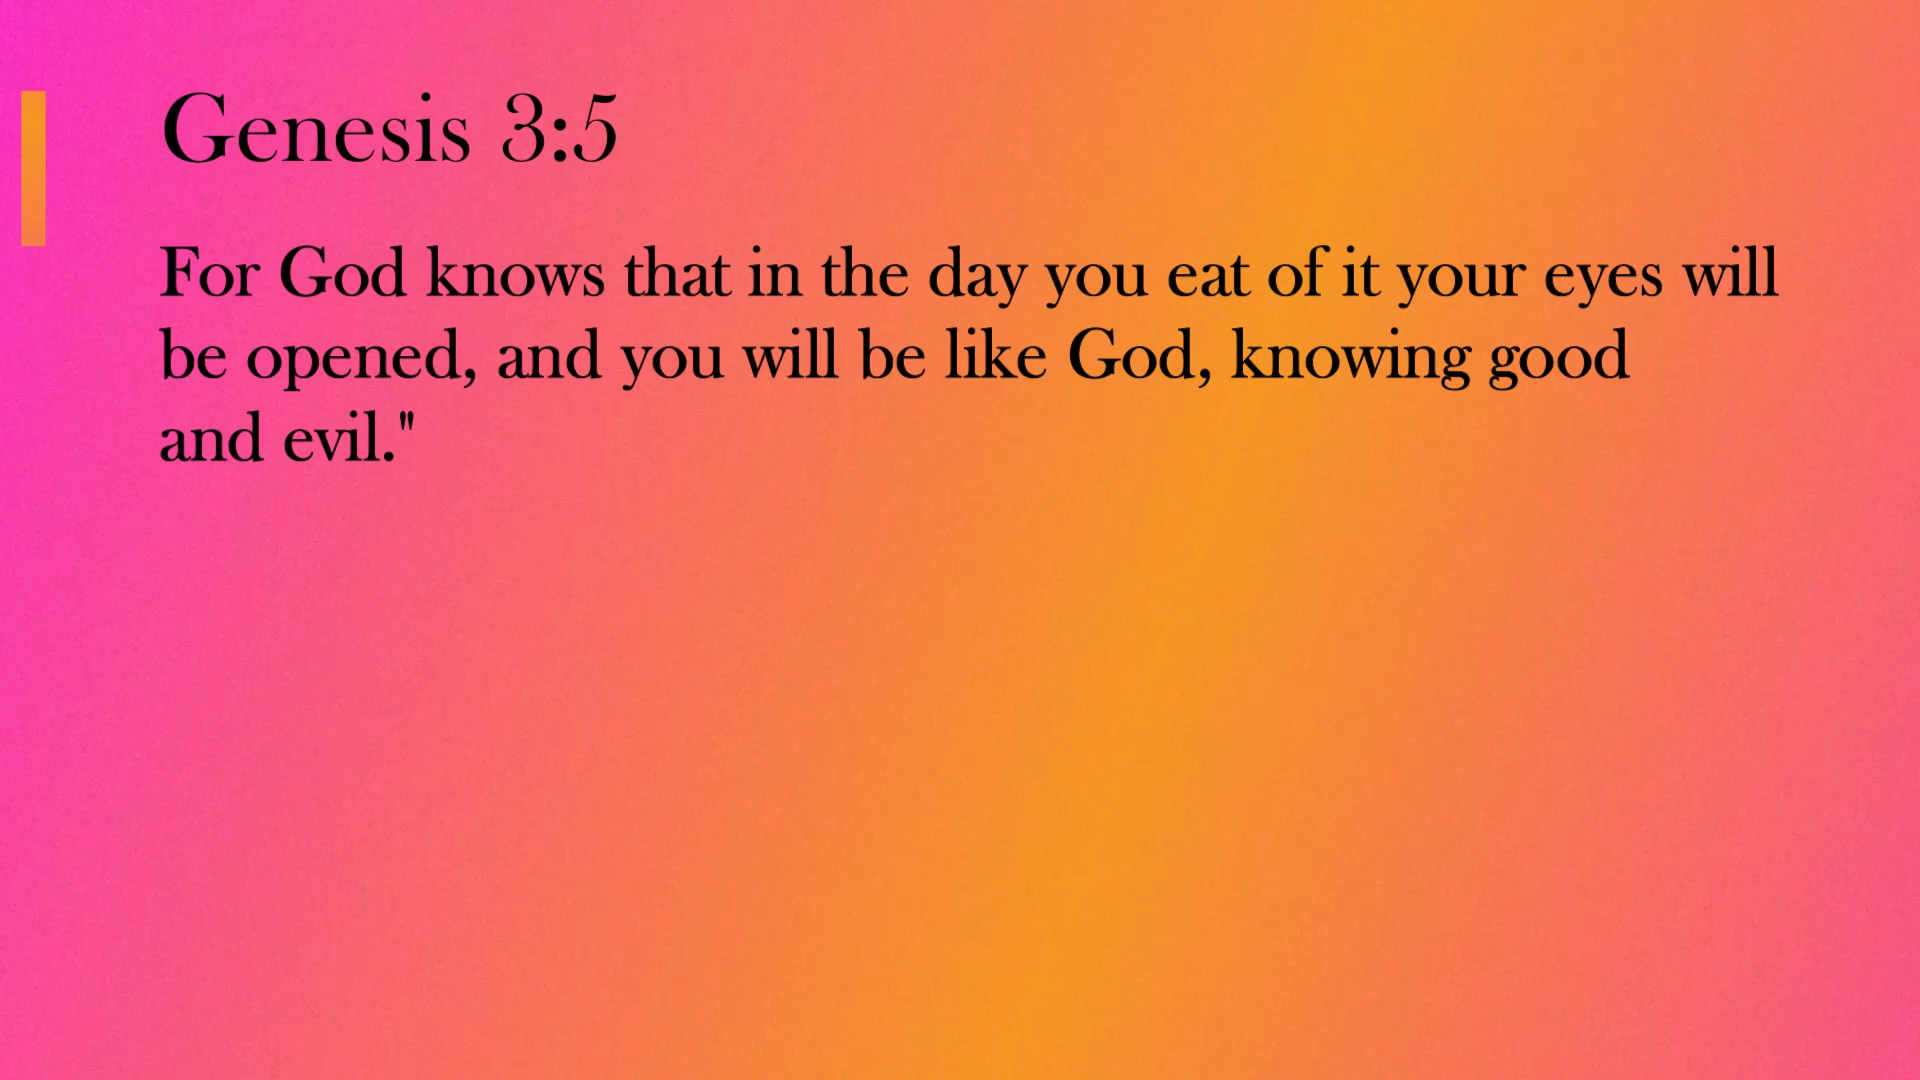 Genesis 3:5
For God knows that in the day you eat of it your eyes will
be opened, and you will be like God, knowing good
and evil."